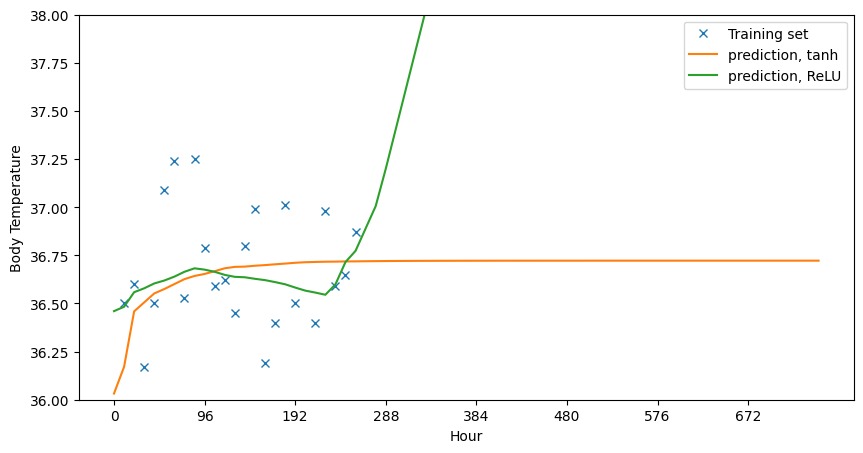 38.00
37.75
37.50
37.25
37.00
36.75
36.50
36.25
36.00
Body Temperature
0 96 192 288 384 480 576 672
Hour
Training set
prediction, tanh
prediction, ReLU